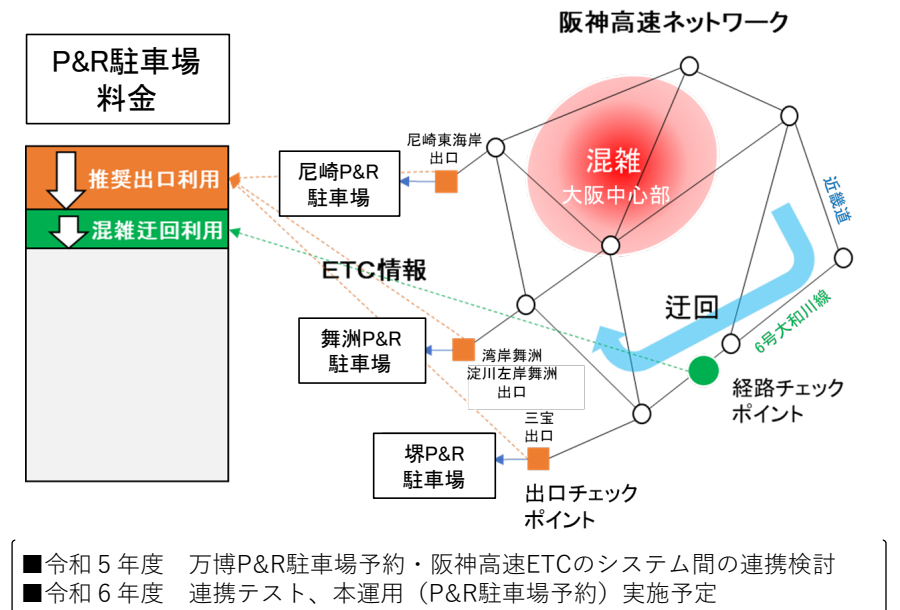 阪神高速ネットワーク
P&R駐車場
料金
推奨出口利用
混雑迂回利用
尼崎東海岸
出口
尼崎P&R
駐車場
混雑
大阪中心部
近畿道
ETC情報
迂回
6号大和川線
舞洲P&R
駐車場
湾岸舞洲
淀川左岸舞洲
出口
経路チェック
ポイント
三宝
出口
堺P&R
駐車場
出口チェック
ポイント
■令和5年度　万博P&R駐車場予約・阪神高速ETCのシステム間の連携検討
■令和6年度　連携テスト、本運用（P&R駐車場予約）実施予定